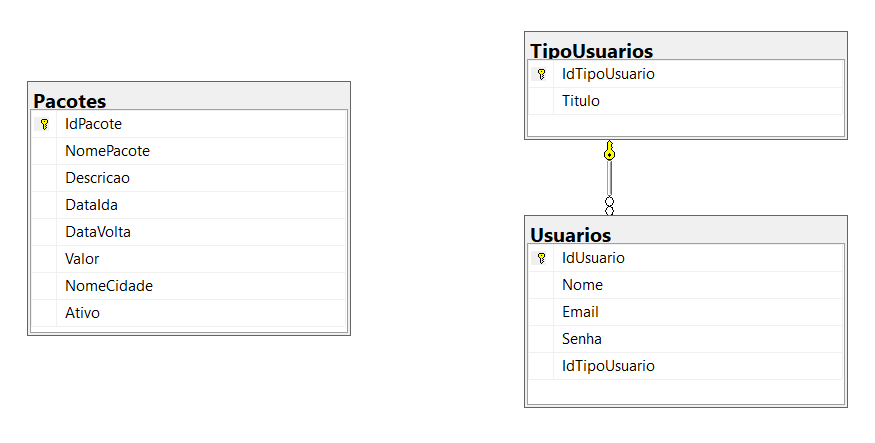 Pacotes
IdPacote
NomePacote
Descricao
DataIda
DataVolta
Valor
NomeCidade
Ativo
TipoUsuarios
IdTipoUsuario
Titulo
Usuarios
IdUsuario
Nome
Email
Senha
IdTipoUsuario